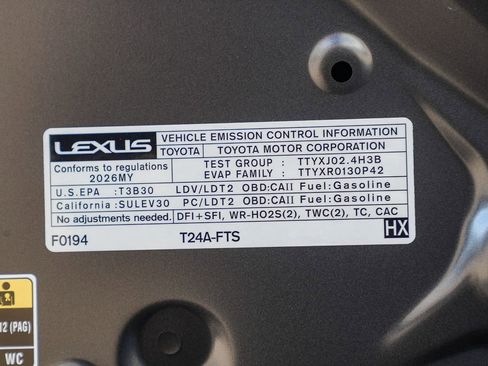 LEXUS
VEHICLE EMISSION CONTROL INFORMATION
TOYOTA TOYOTA MOTOR CORPORATION
Conforms to regulations
2026MY
TEST GROUP : TTYXJ02.4H3B
EVAP FAMILY : TTYXR0130P42
U.S.EPA :T3B30 LDV/LDT2 OBD:CAII Fuel:Gasoline
California :SULEV30 PC/LDT2 OBD:CAII Fuel:Gasoline
No adjustments needed. DFI+SFI, WR-HO2S(2), TWC(2), TC, CAC
F0194 T24A-FTS HX
12 (PAG)
WC